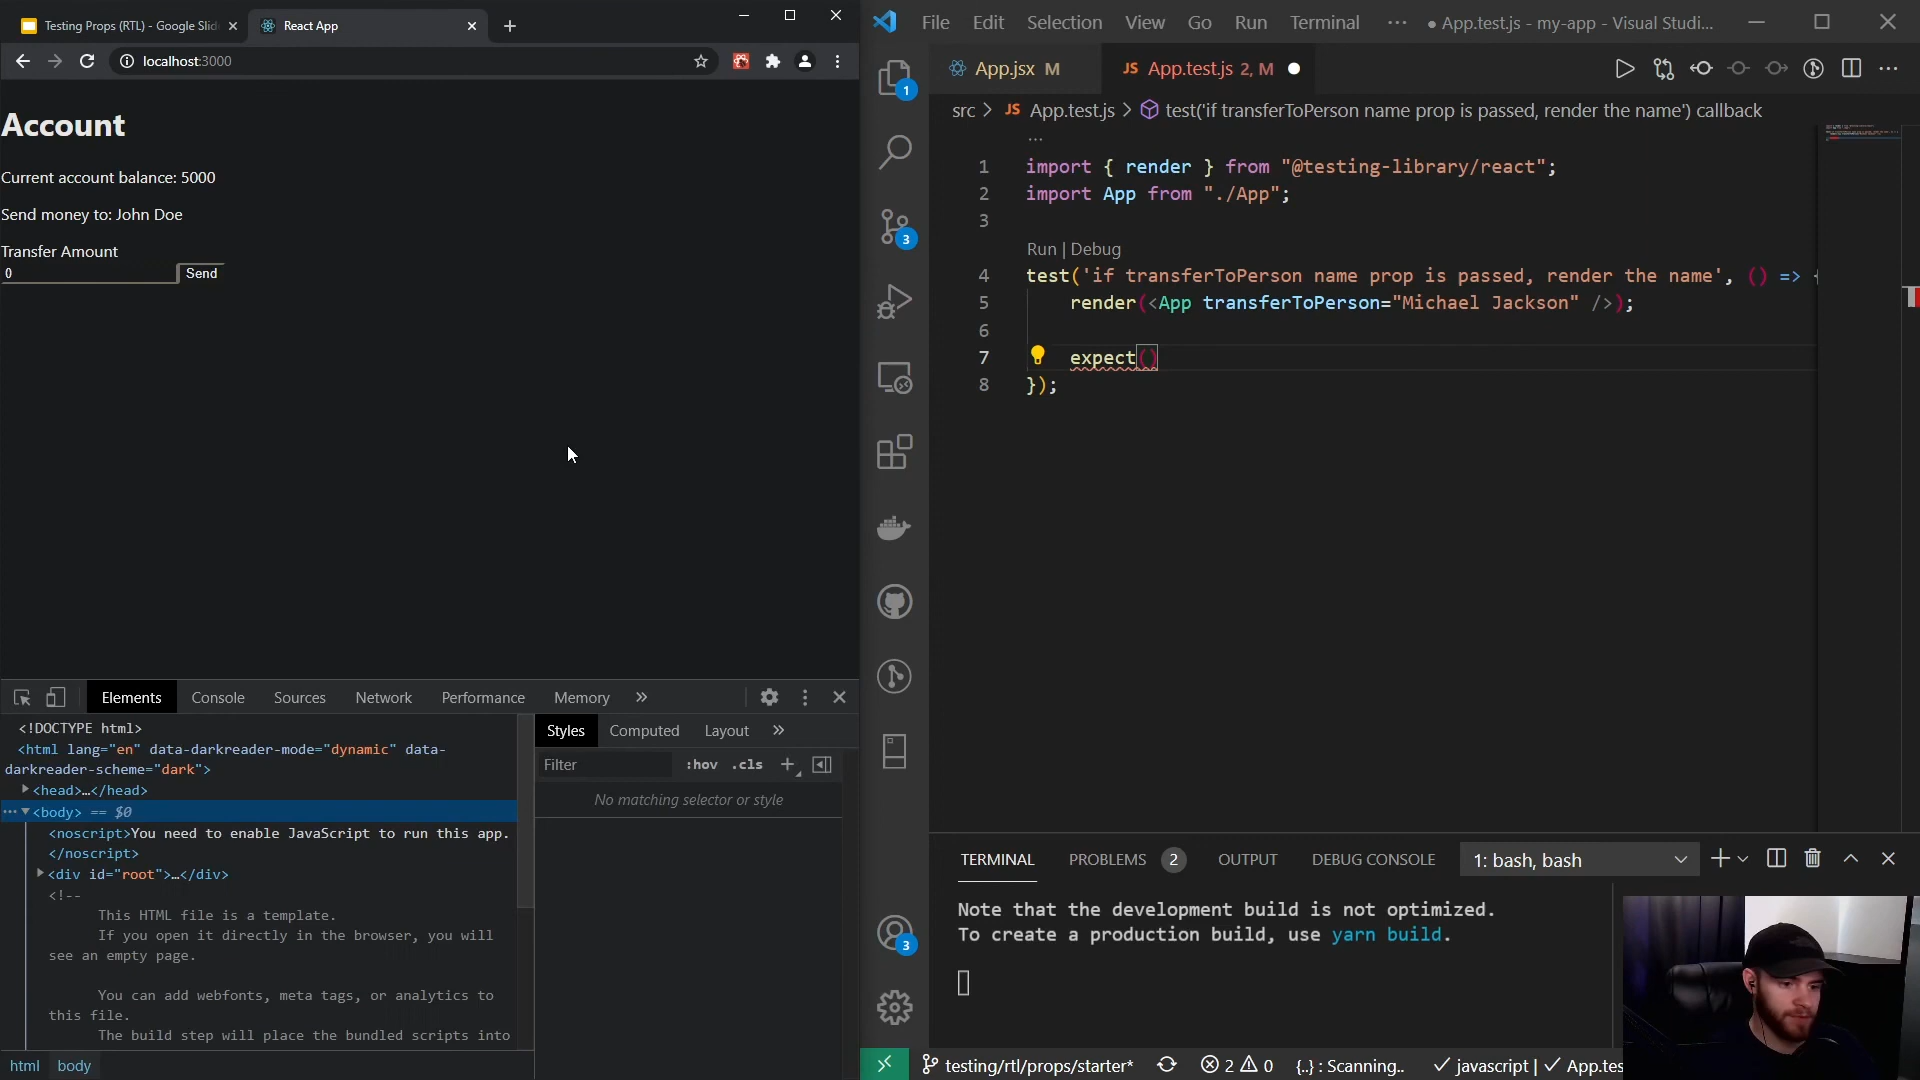 Testing Props (RTL) - Google Slid
React App
localhost:3000
Account
Current account balance: 5000
Send money to: John Doe
Transfer Amount
0
Send
Elements
Console
Sources
Network
Performance
Memory
<!DOCTYPE html>
<html lang="en" data-darkreader-mode="dynamic" data-
darkreader-scheme="dark">
<head>…</head>
<body> == $0
<noscript>You need to enable JavaScript to run this app.
</noscript>
<div id="root">…</div>
<!--
This HTML file is a template.
If you open it directly in the browser, you will
see an empty page.
You can add webfonts, meta tags, or analytics to
this file.
The build step will place the bundled scripts into
html body
Styles
Computed
Layout
Filter
:hov .cls
No matching selector or style
File Edit Selection View Go Run Terminal ··· ● App.test.js - my-app - Visual Studi...
App.jsx M
JS App.test.js 2, M
src > JS App.test.js > test('if transferToPerson name prop is passed, render the name') callback
...
1 import { render } from "@testing-library/react";
2 import App from "./App";
3
Run | Debug
4 test('if transferToPerson name prop is passed, render the name', () => {
5 render(<App transferToPerson="Michael Jackson" />);
6
7 expect()
8 });
1
3
3
TERMINAL
PROBLEMS 2
OUTPUT
DEBUG CONSOLE
1: bash, bash
Note that the development build is not optimized.
To create a production build, use yarn build.
testing/rtl/props/starter*
2 0
{..} : Scanning..
javascript |
App.tes